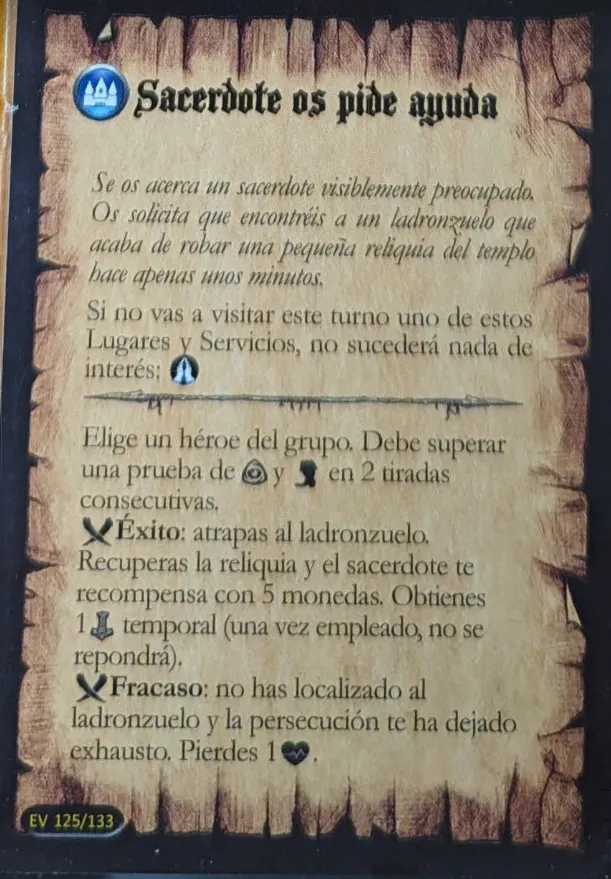 Sacerdote os pide ayuda
Se os acerca un sacerdote visiblemente preocupado.
Os solicita que encontréis a un ladronzuelo que
acaba de robar una pequeña reliquia del templo
hace apenas unos minutos.
Si no vas a visitar este turno uno de estos
Lugares y Servicios, no sucederá nada de
interés:
Elige un héroe del grupo. Debe superar
una prueba de y en 2 tiradas
consecutivas.
Éxito: atrapas al ladronzuelo.
Recuperas la reliquia y el sacerdote te
recompensa con 5 monedas. Obtienes
1 temporal (una vez empleado, no se
repondrá).
Fracaso: no has localizado al
ladronzuelo y la persecución te ha dejado
exhausto. Pierdes 1 .
EV 125/133